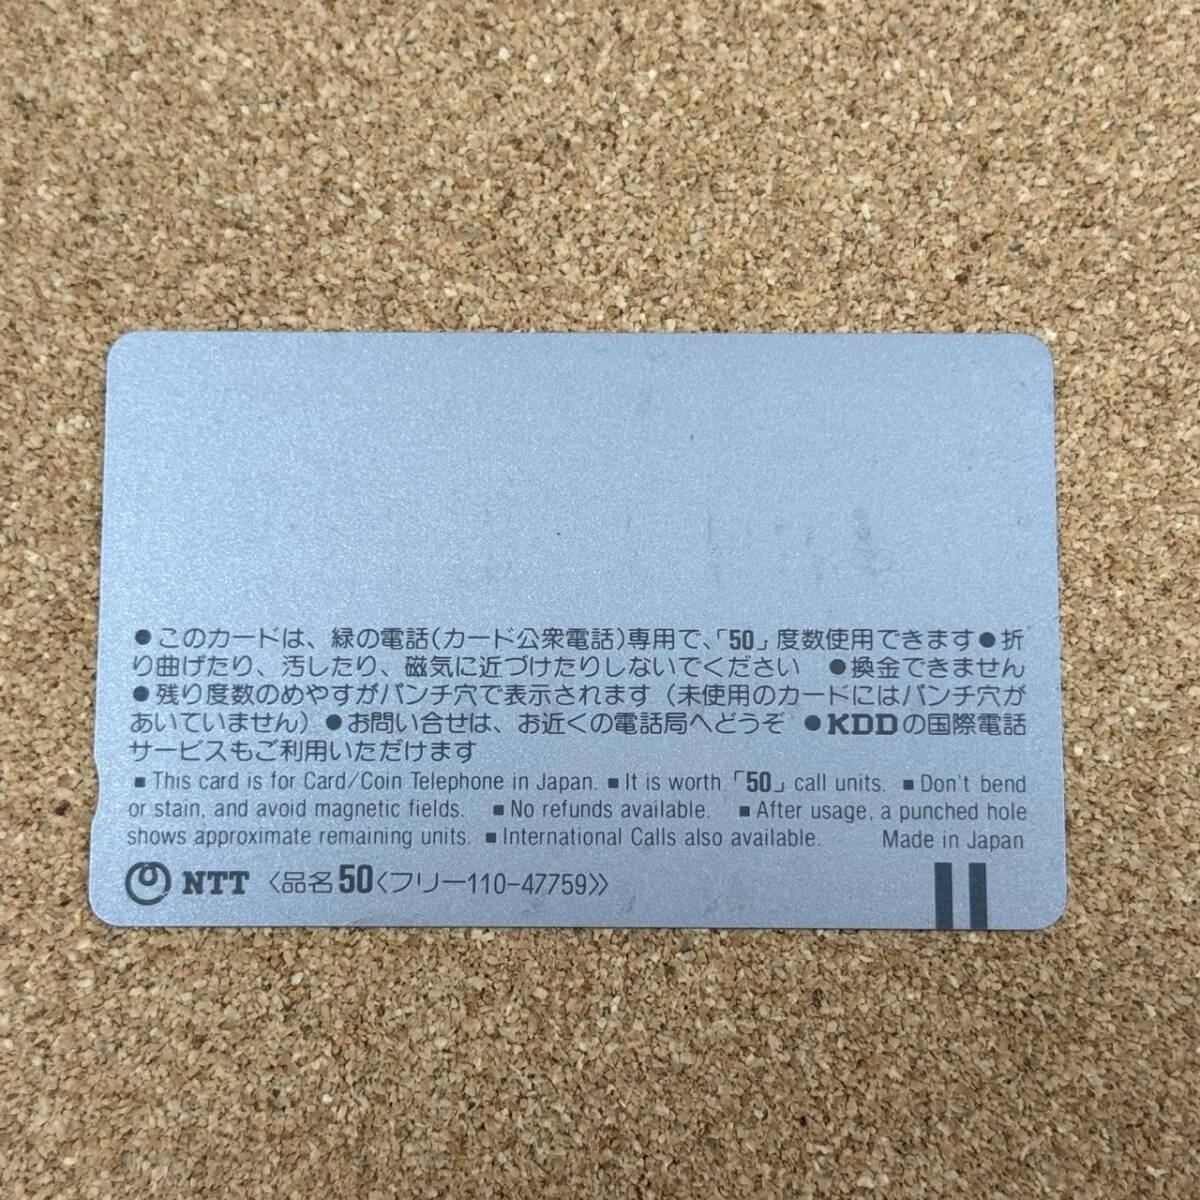 ●このカードは、緑の電話(カード公衆電話)専用で、「50」度数使用できます●折
り曲げたり、汚したり、磁気に近づけたりしないでください ●換金できません
●残り度数のめやすがパンチ穴で表示されます(未使用のカードにはパンチ穴が
あいていません)●お問い合せは、お近くの電話局へどうぞ ●KDDの国際電話
サービスもご利用いただけます
■This card is for Card/Coin Telephone in Japan. ■It is worth「50」call units. ■Don't bend
or stain, and avoid magnetic fields. ■No refunds available. ■After usage, a punched hole
shows approximate remaining units. ■International Calls also available. Made in Japan
NTT〈品名50〈フリー110-47759〉〉